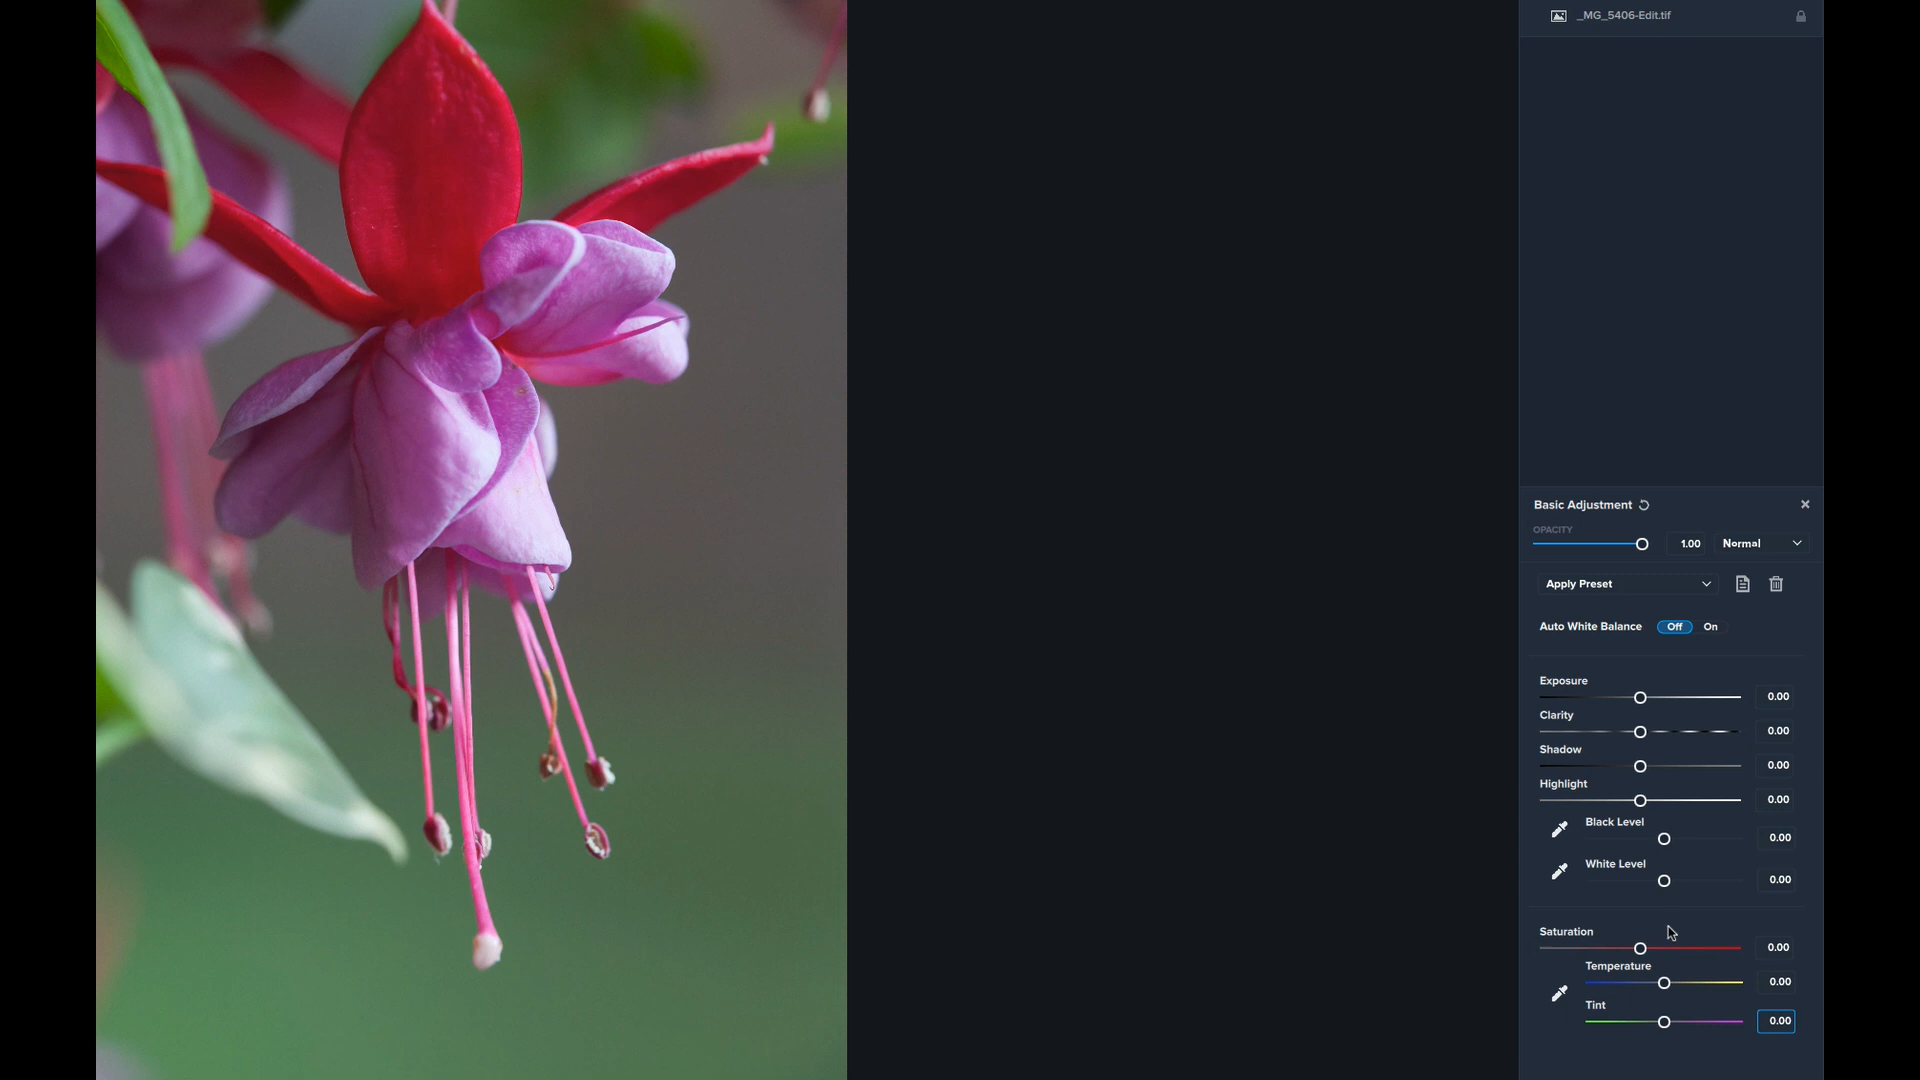 _MG_5406-Edit.tif
Basic Adjustment
OPACITY
1.00 Normal
Apply Preset
Auto White Balance Off On
Exposure
0.00
Clarity
0.00
Shadow
0.00
Highlight
0.00
Black Level
0.00
White Level
0.00
Saturation
0.00
Temperature
0.00
Tint
0.00